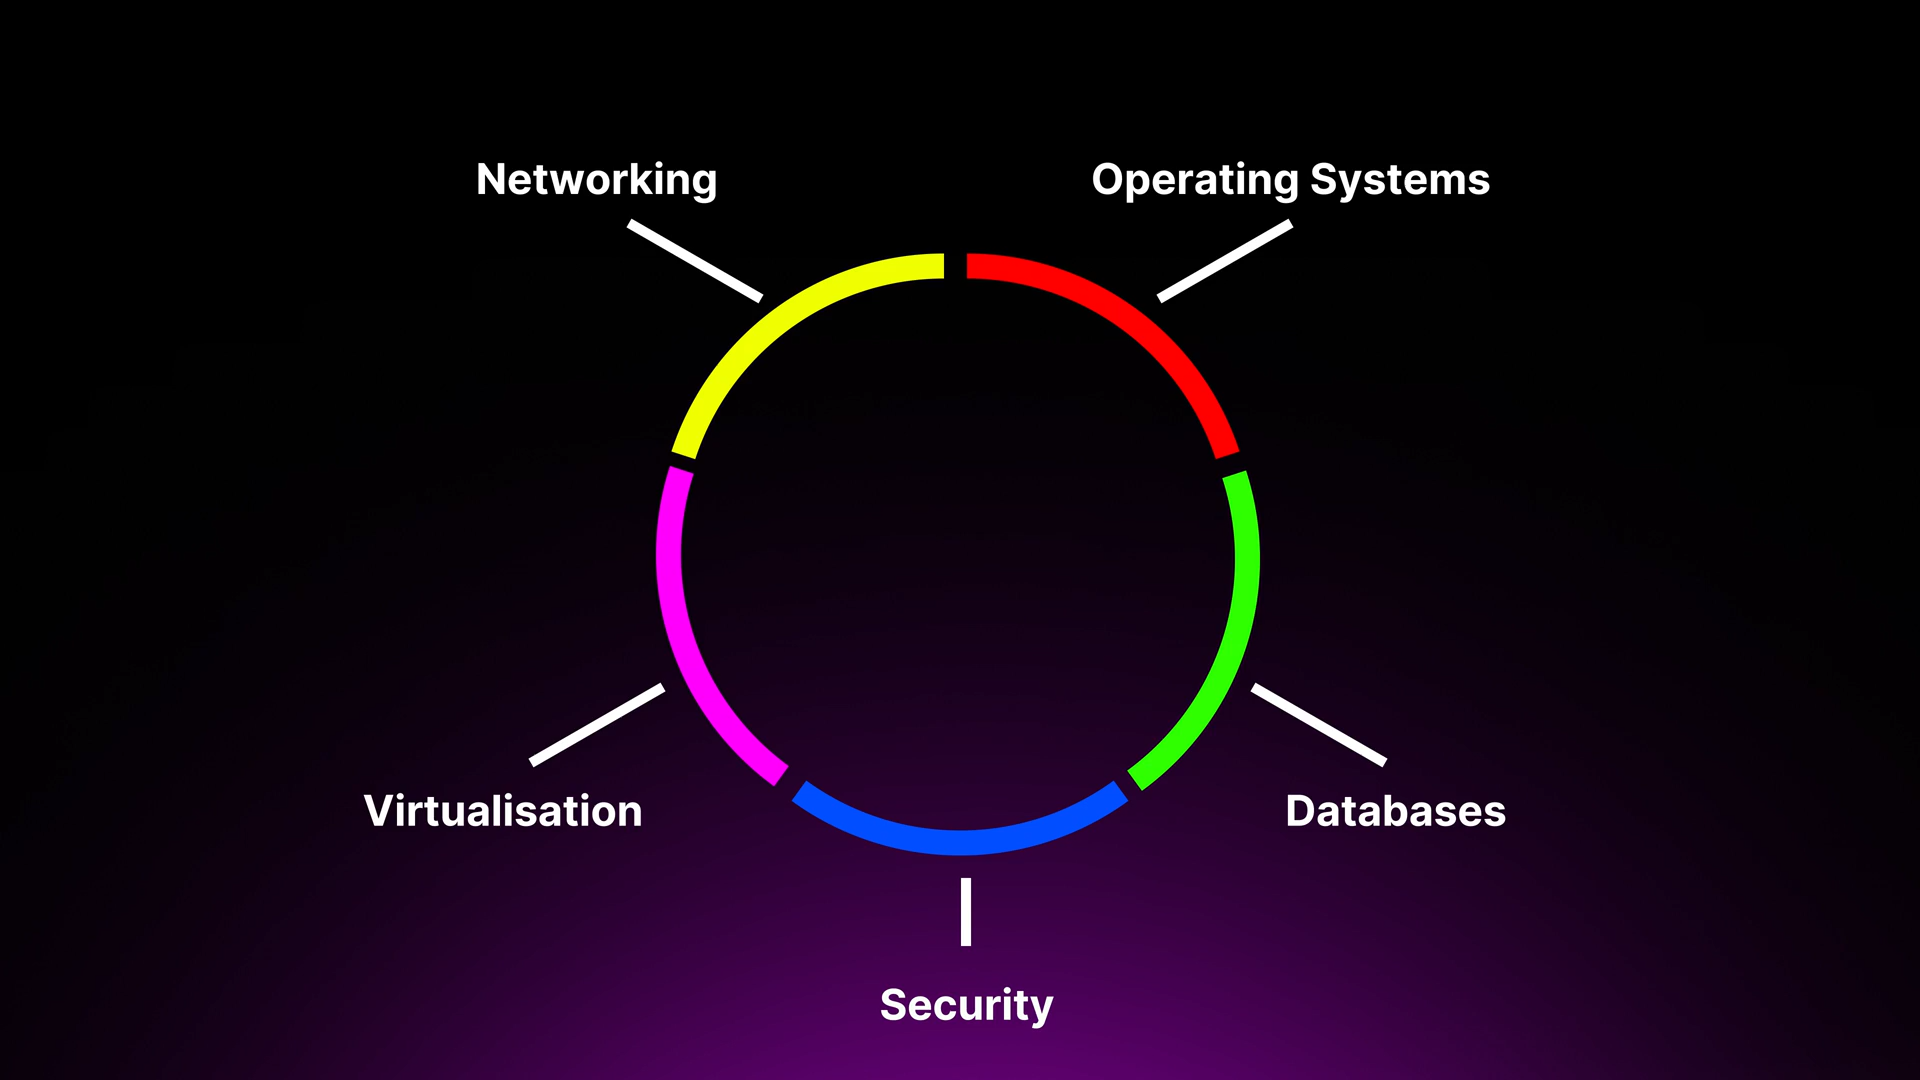 Networking
Operating Systems
Virtualisation
Databases
Security